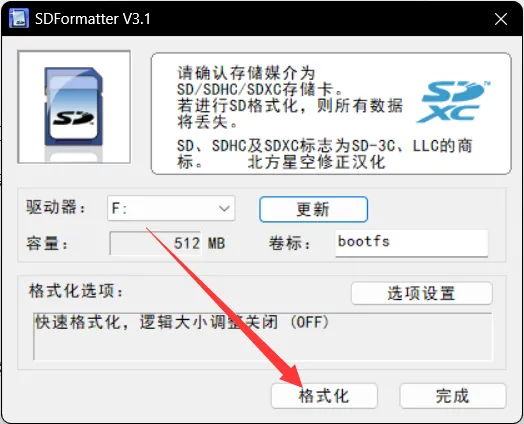 SDFormatter V3.1
请确认存储媒介为
SD/SDHC/SDXC存储卡。
若进行SD格式化，则所有数据
将丢失。
SD、SDHC及SDXC标志为SD-3C、LLC的商
标。 北方星空修正汉化
SD
XC
TM
SD
驱动器： F: 更新
容量： 512 MB 卷标： bootfs
格式化选项： 选项设置
快速格式化，逻辑大小调整关闭 (OFF)
格式化 完成